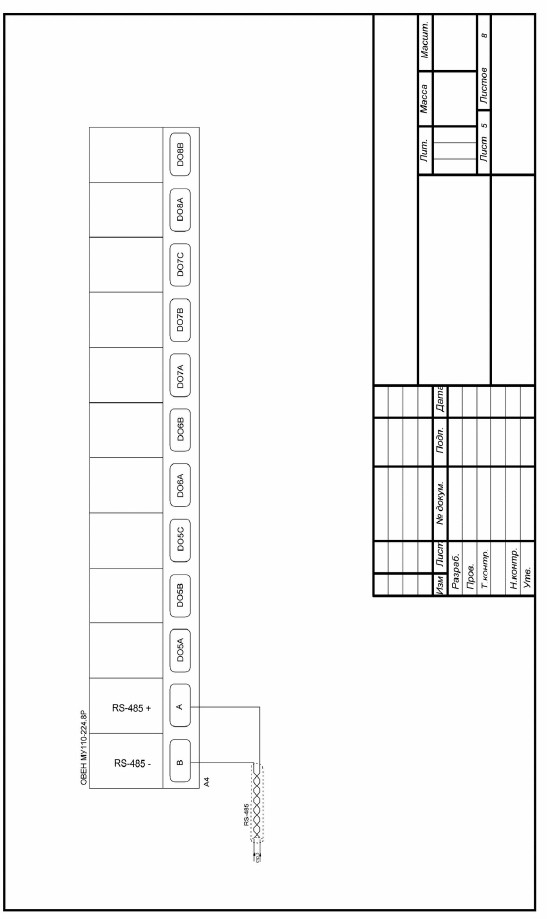 ОВЕН МУ110-224.8Р
RS-485 -
RS-485 +
B
A
DO5A
DO5B
DO5C
DO6A
DO6B
DO7A
DO7B
DO7C
DO8A
DO8B
A4
RS-485
Изм
Лист
№ докум.
Подп.
Дата
Разраб.
Пров.
Т.контр.
Н.контр.
Утв.
Лит.
Масса
Масшт.
Лист 5
Листов 8